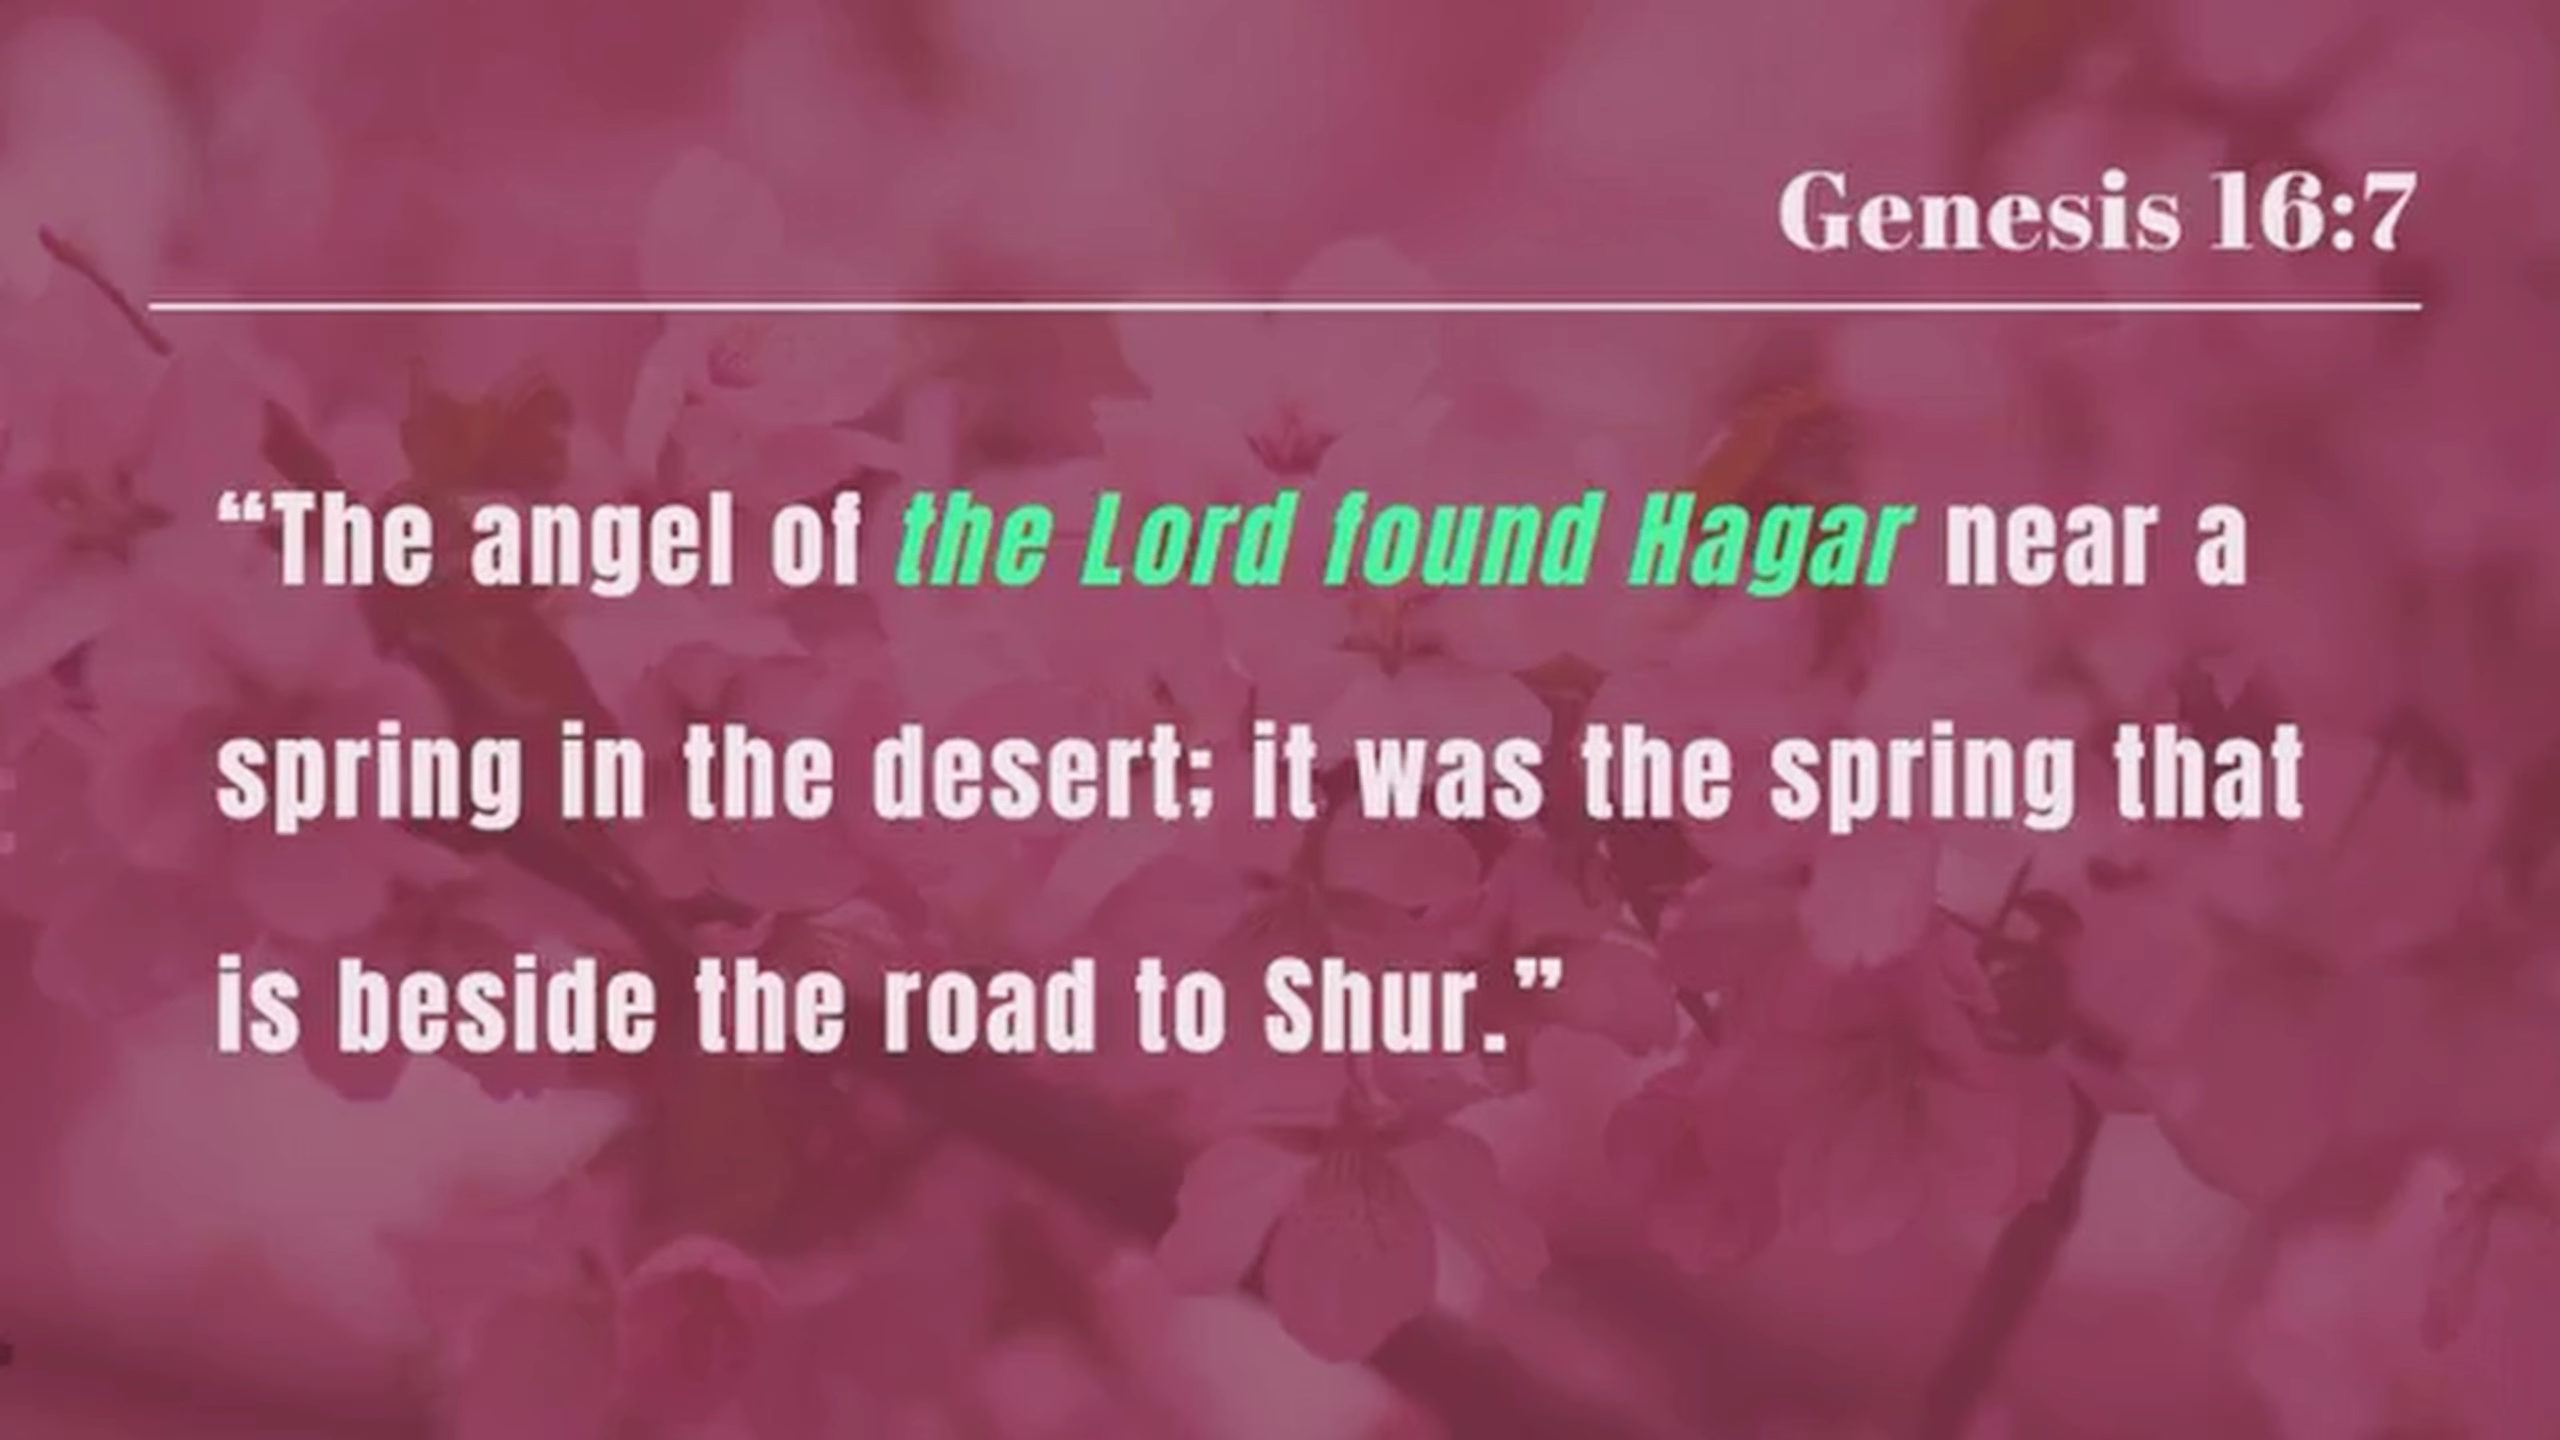 Genesis 16:7
“The angel of the Lord found Hagar near a
spring in the desert; it was the spring that
is beside the road to Shur.”